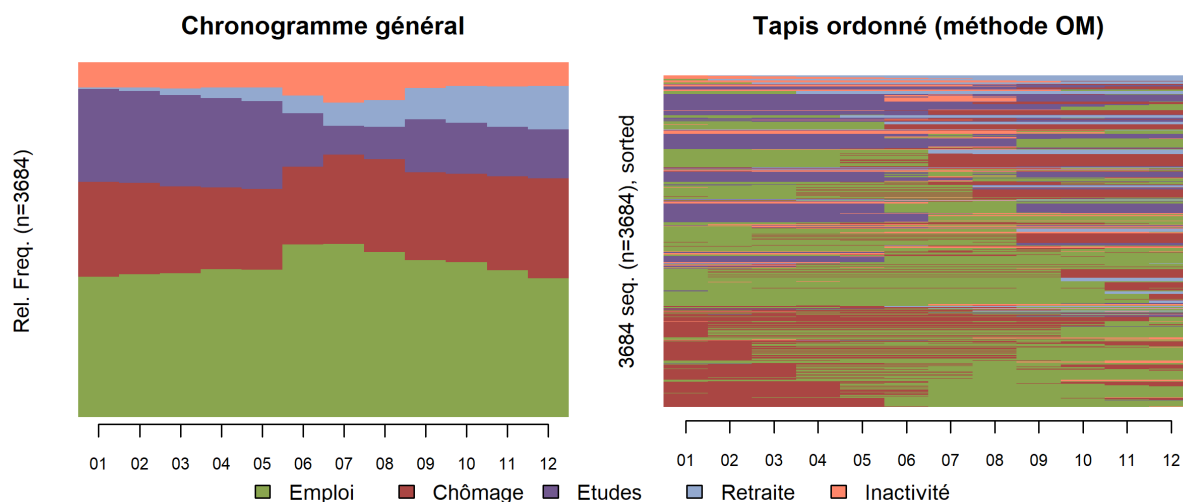 Chronogramme général
Tapis ordonné (méthode OM)
Rel. Freq. (n=3684)
3684 seq. (n=3684), sorted
01 02 03 04 05 06 07 08 09 10 11 12
01 02 03 04 05 06 07 08 09 10 11 12
Emploi Chômage Etudes Retraite Inactivité